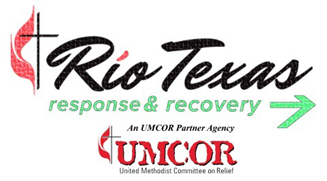 Río Texas
response & recovery
An UMCOR Partner Agency
UMCOR
United Methodist Committee on Relief